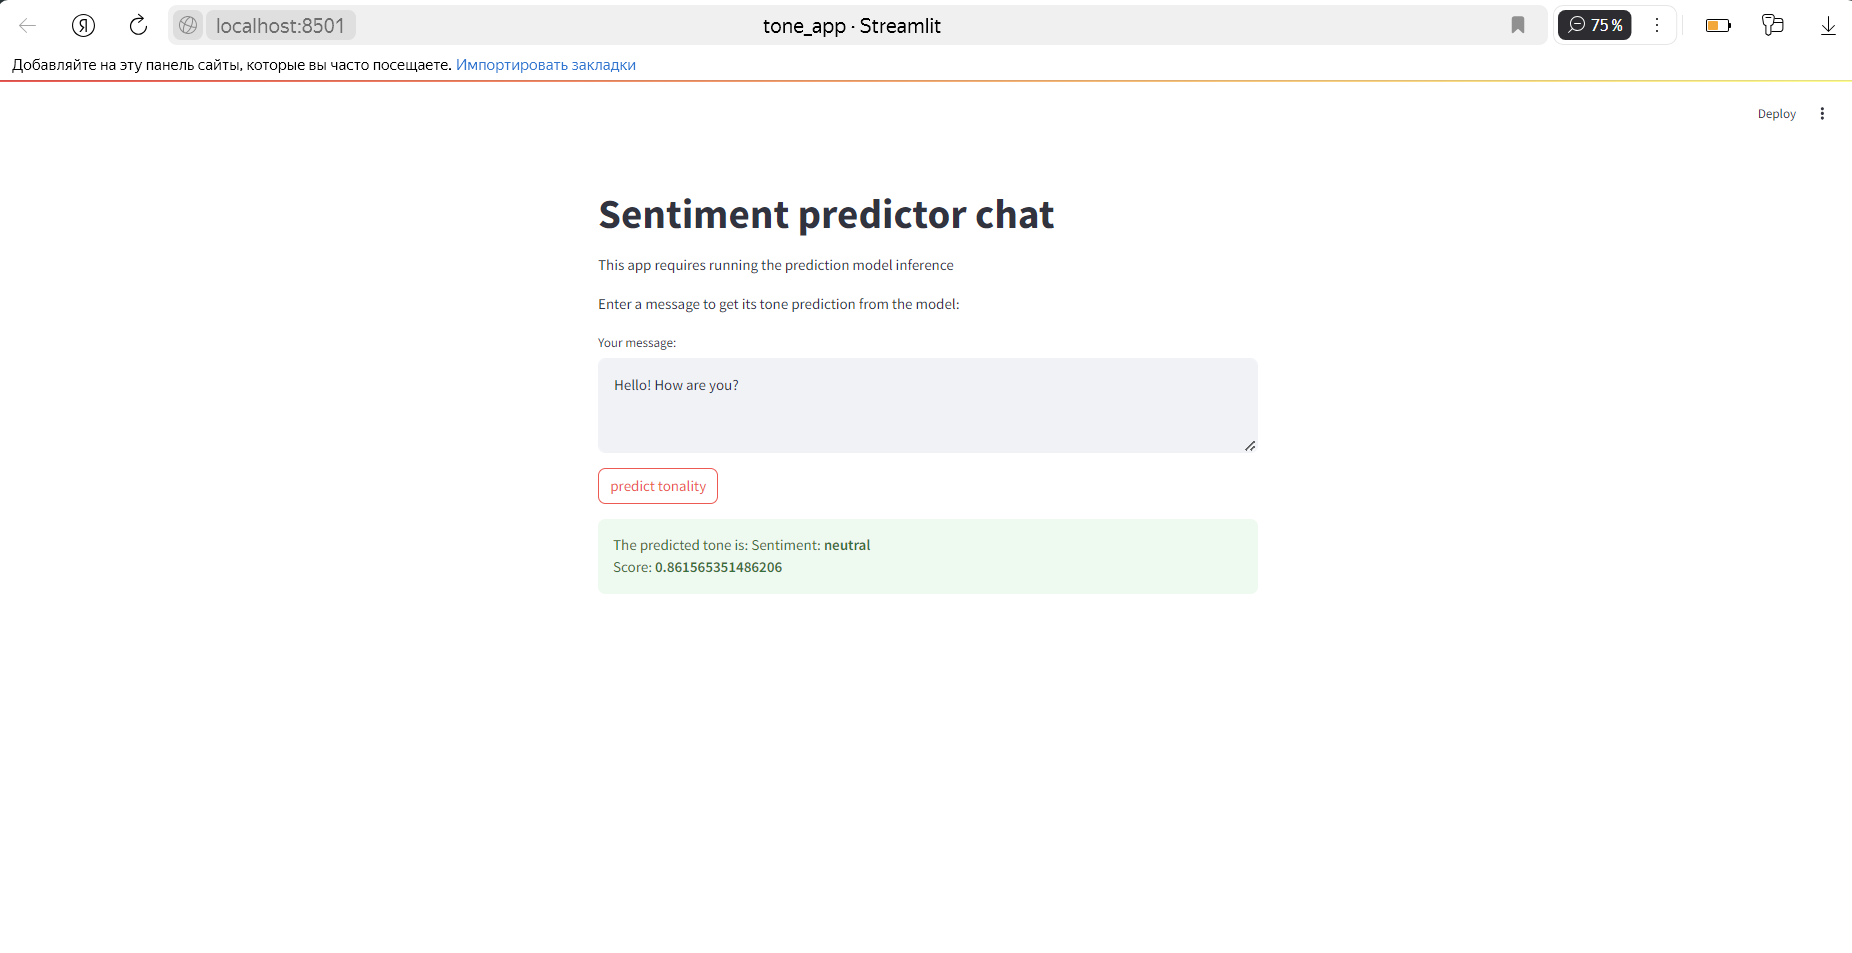 Я localhost:8501 tone_app · Streamlit 75 %
Добавляйте на эту панель сайты, которые вы часто посещаете. Импортировать закладки
Deploy
Sentiment predictor chat
This app requires running the prediction model inference
Enter a message to get its tone prediction from the model:
Your message:
Hello! How are you?
predict tonality
The predicted tone is: Sentiment: neutral
Score: 0.861565351486206